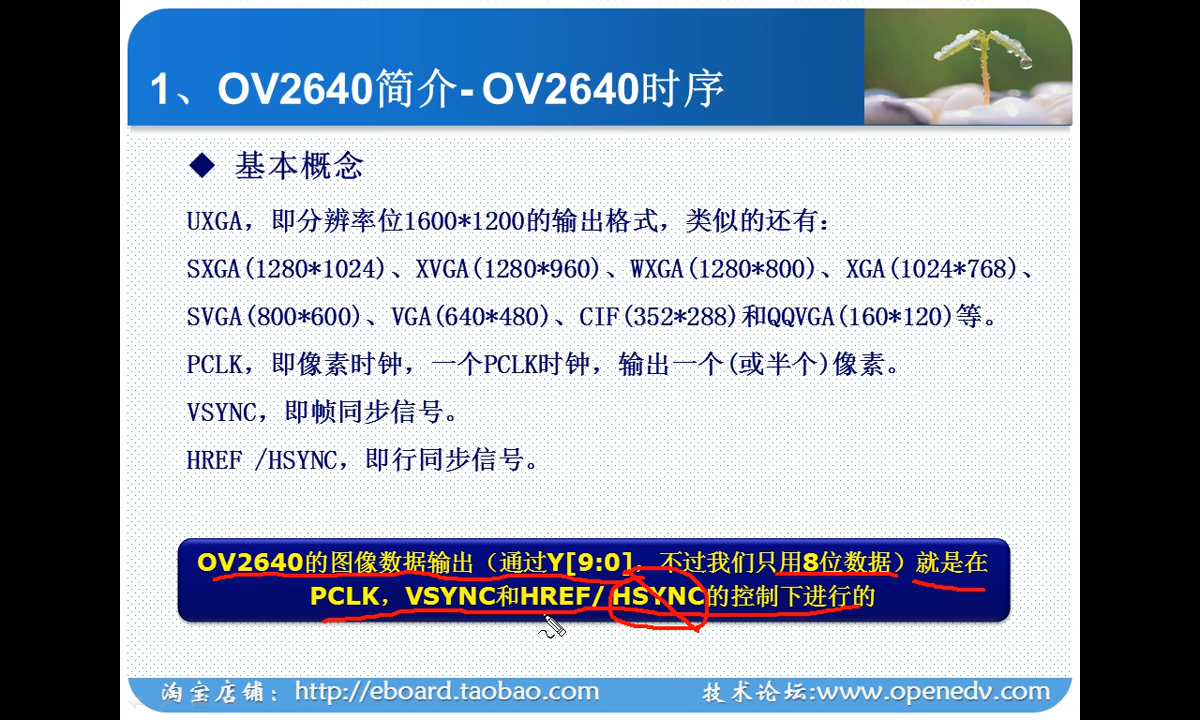 1、OV2640简介- OV2640时序
◆ 基本概念
UXGA，即分辨率位1600*1200的输出格式，类似的还有：
SXGA(1280*1024)、XVGA(1280*960)、WXGA(1280*800)、XGA(1024*768)、
SVGA(800*600)、VGA(640*480)、CIF(352*288)和QQVGA(160*120)等。
PCLK，即像素时钟，一个PCLK时钟，输出一个(或半个)像素。
VSYNC，即帧同步信号。
HREF /HSYNC，即行同步信号。
OV2640的图像数据输出（通过Y[9:0]，不过我们只用8位数据）就是在
PCLK，VSYNC和HREF/ HSYNC的控制下进行的
淘宝店铺：http://eboard.taobao.com 技术论坛:www.openedv.com